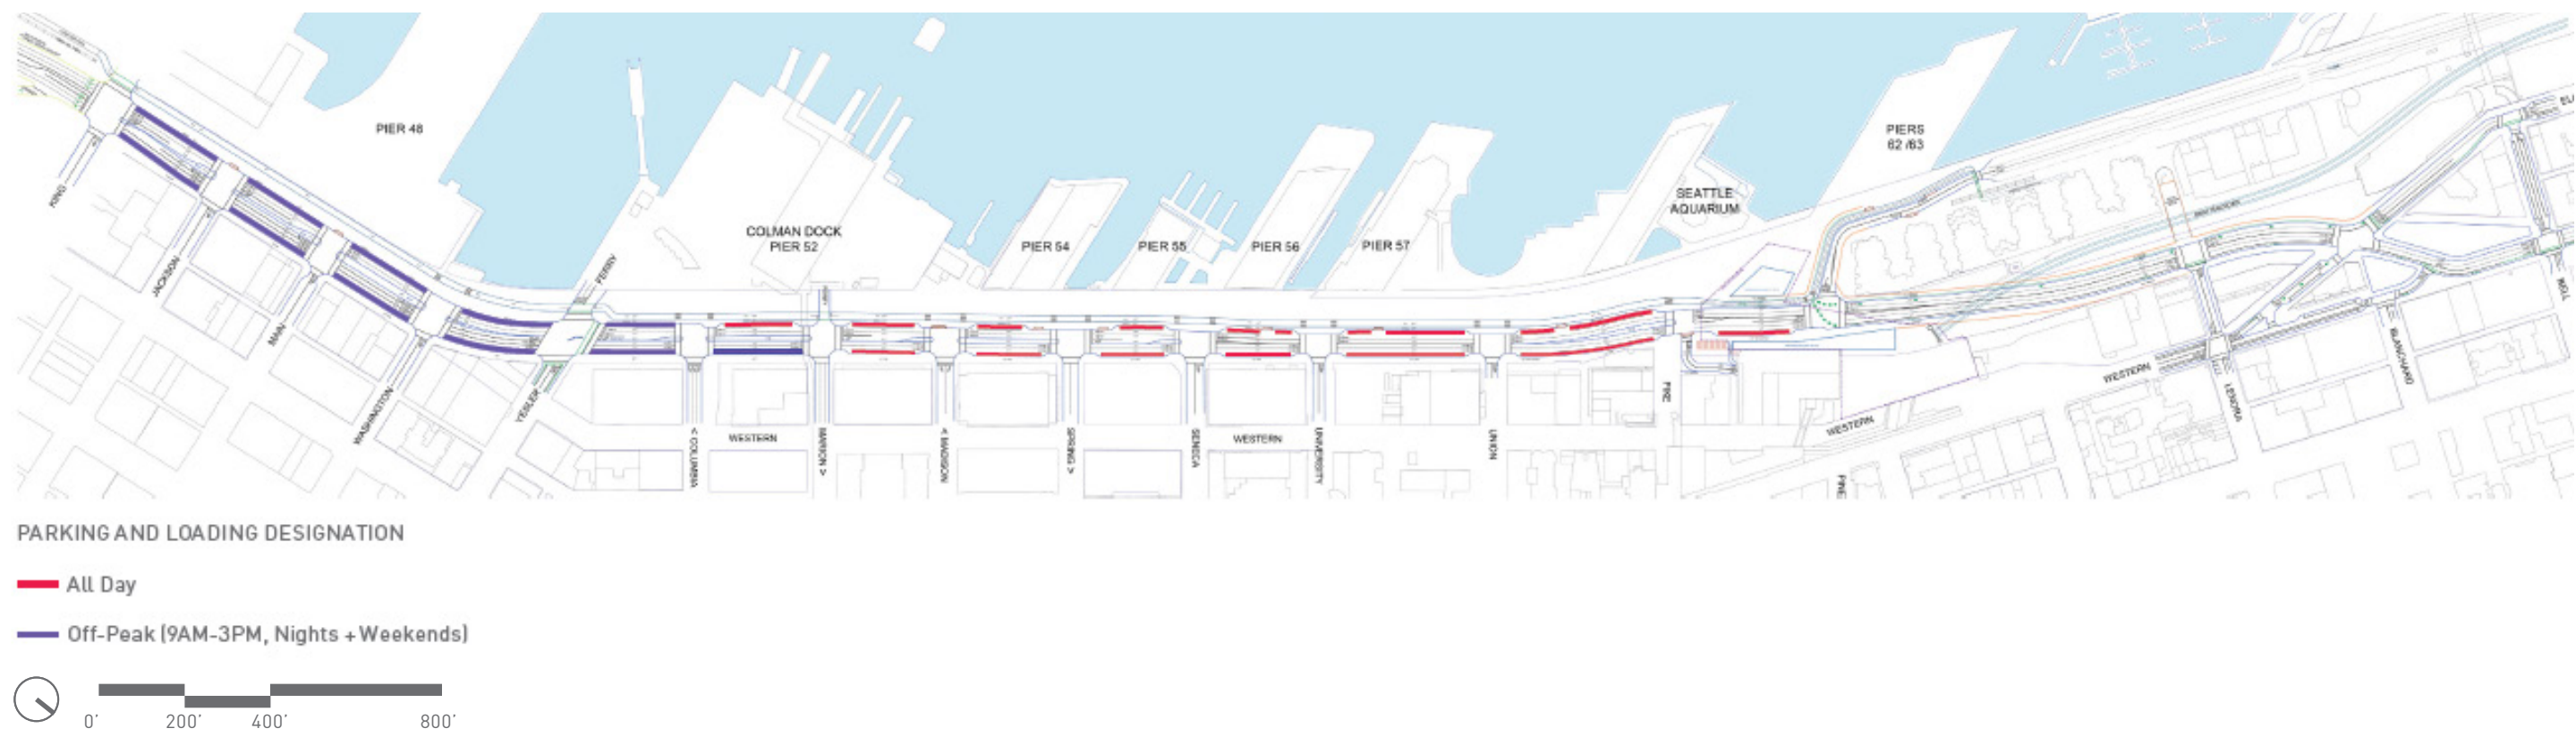 PIER 48
COLMAN DOCK
PIER 52
PIER 54
PIER 55
PIER 56
PIER 57
SEATTLE
AQUARIUM
PIERS
62 /63
KING
JACKSON
MAIN
WASHINGTON
YESLER
FERRY
< COLUMBIA
WESTERN
MARION >
< MADISON
SPRING >
SENECA
WESTERN
UNIVERSITY
UNION
PINE
WESTERN
WESTERN
LENORA
BLANCHARD
BELL
PARKING AND LOADING DESIGNATION
All Day
Off-Peak (9AM-3PM, Nights + Weekends)
0' 200' 400' 800'